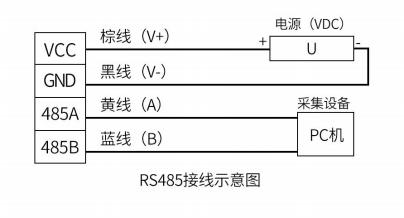 电源（VDC）
棕线（V+）
+
U
-
VCC
黑线（V-）
GND
黄线（A）
采集设备
485A
PC机
蓝线（B）
485B
RS485接线示意图